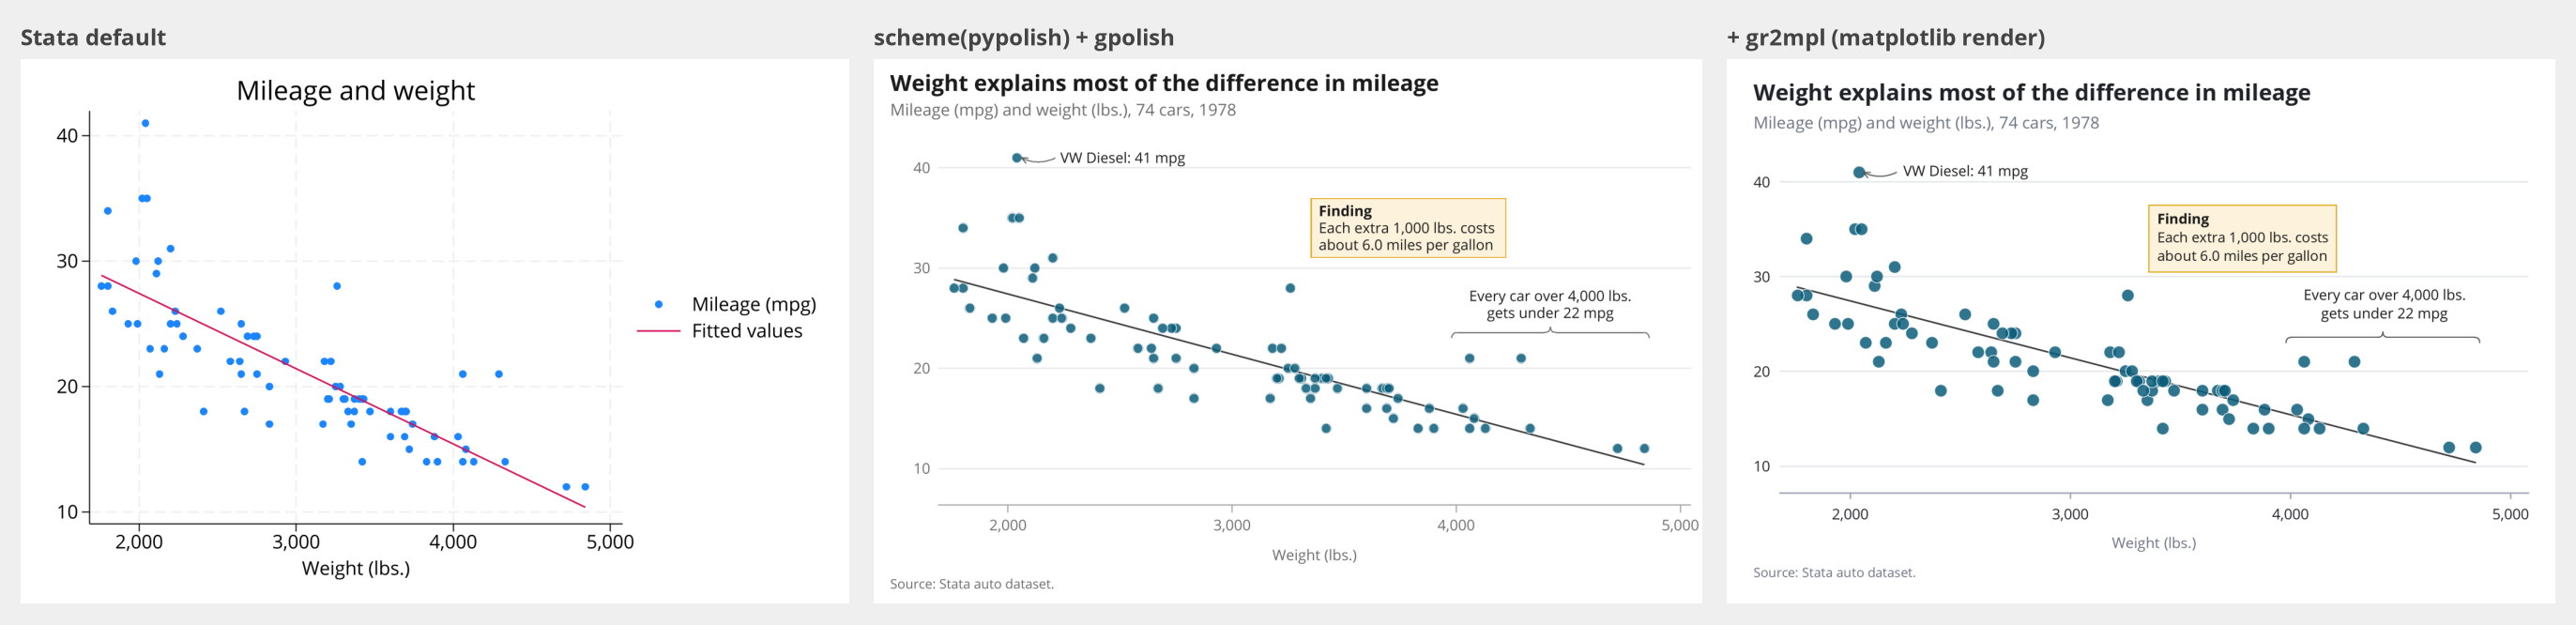 Stata default
Mileage and weight
40
30
20
10
2,000
3,000
4,000
5,000
Weight (lbs.)
Mileage (mpg)
Fitted values
scheme(pypolish) + gpolish
Weight explains most of the difference in mileage
Mileage (mpg) and weight (lbs.), 74 cars, 1978
VW Diesel: 41 mpg
Finding
Each extra 1,000 lbs. costs
about 6.0 miles per gallon
Every car over 4,000 lbs.
gets under 22 mpg
40
30
20
10
2,000
3,000
4,000
5,000
Weight (lbs.)
Source: Stata auto dataset.
+ gr2mpl (matplotlib render)
Weight explains most of the difference in mileage
Mileage (mpg) and weight (lbs.), 74 cars, 1978
VW Diesel: 41 mpg
Finding
Each extra 1,000 lbs. costs
about 6.0 miles per gallon
Every car over 4,000 lbs.
gets under 22 mpg
40
30
20
10
2,000
3,000
4,000
5,000
Weight (lbs.)
Source: Stata auto dataset.